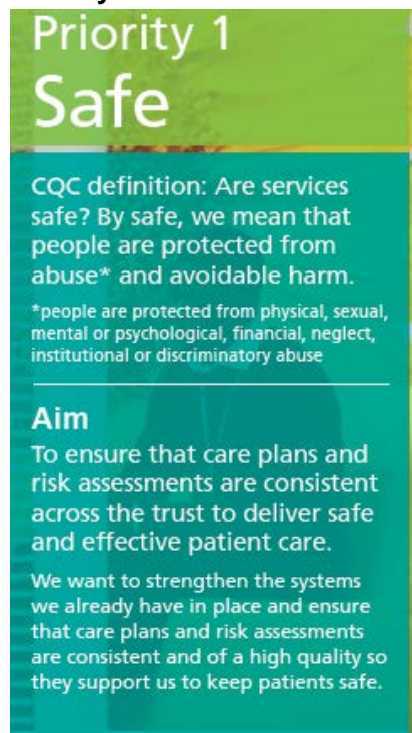 Priority 1
Safe
CQC definition: Are services
safe? By safe, we mean that
people are protected from
abuse* and avoidable harm.
*people are protected from physical, sexual,
mental or psychological, financial, neglect,
institutional or discriminatory abuse
Aim
To ensure that care plans and
risk assessments are consistent
across the trust to deliver safe
and effective patient care.
We want to strengthen the systems
we already have in place and ensure
that care plans and risk assessments
are consistent and of a high quality so
they support us to keep patients safe.